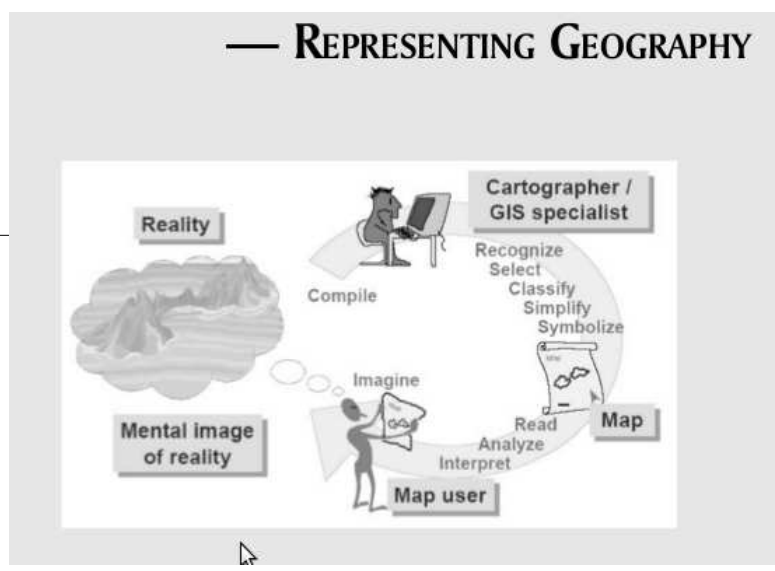 — REPRESENTING GEOGRAPHY
Cartographer /
GIS specialist
Reality
Recognize
Select
Classify
Simplify
Symbolize
Compile
Imagine
Mental image
of reality
Read
Analyze
Interpret
Map
Map user